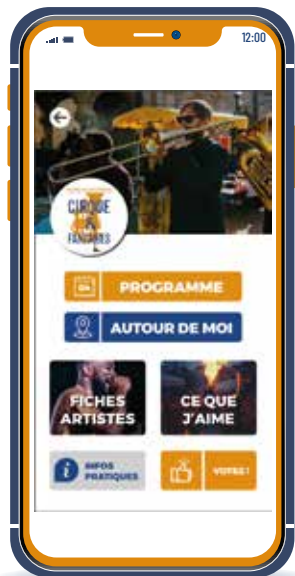 12:00
CIRQUE
&
FANFARES
PROGRAMME
AUTOUR DE MOI
FICHES
ARTISTES
CE QUE
J'AIME
INFOS
PRATIQUES
VOTEZ !